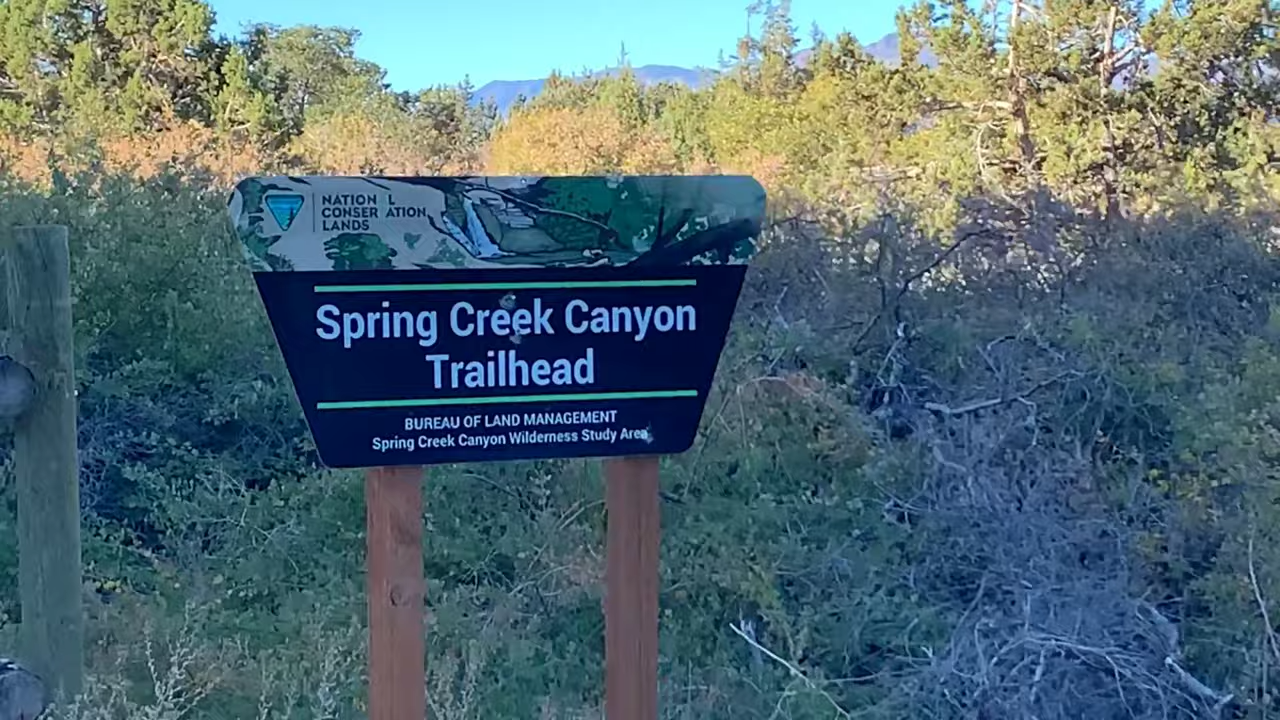 NATION L
CONSER ATION
LANDS
Spring Creek Canyon
Trailhead
BUREAU OF LAND MANAGEMENT
Spring Creek Canyon Wilderness Study Area